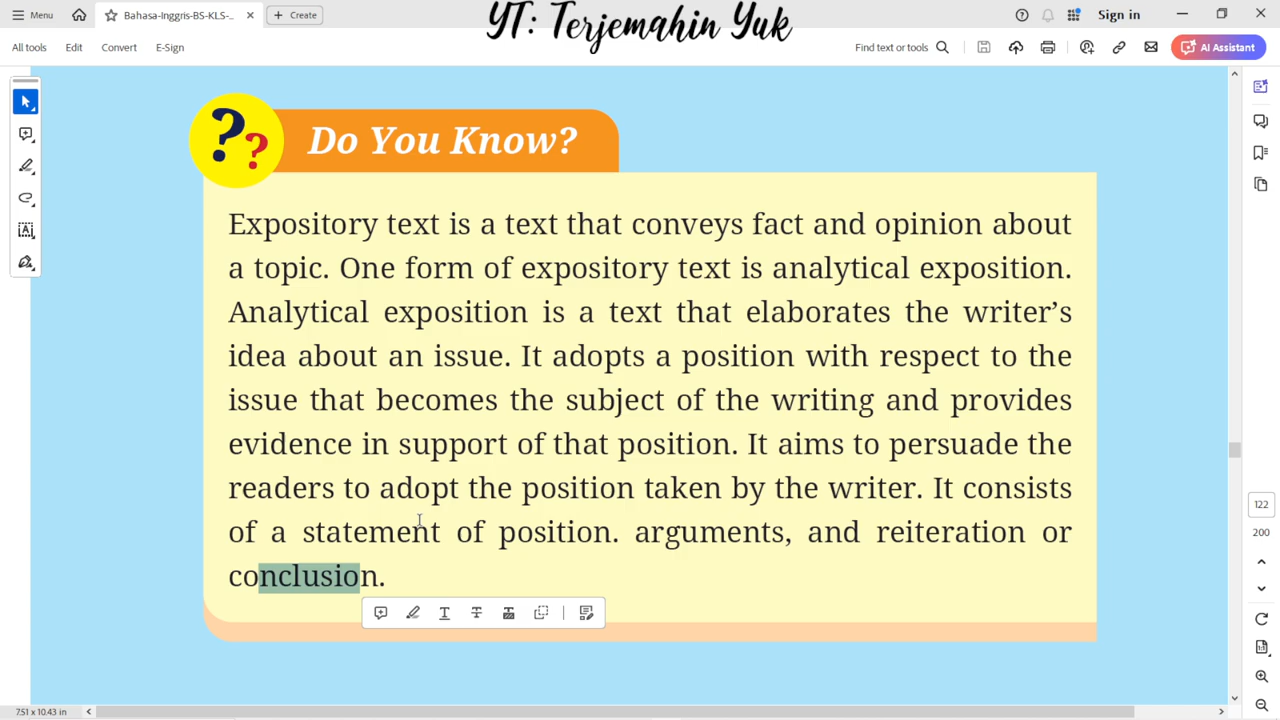 Menu
Bahasa-Inggris-BS-KLS-...
Create
YT: Terjemahin Yuk
Sign in
All tools
Edit
Convert
E-Sign
Find text or tools
AI Assistant
??
Do You Know?
Expository text is a text that conveys fact and opinion about
a topic. One form of expository text is analytical exposition.
Analytical exposition is a text that elaborates the writer’s
idea about an issue. It adopts a position with respect to the
issue that becomes the subject of the writing and provides
evidence in support of that position. It aims to persuade the
readers to adopt the position taken by the writer. It consists
of a statement of position. arguments, and reiteration or
conclusion.
122
200
7.51 x 10.43 in